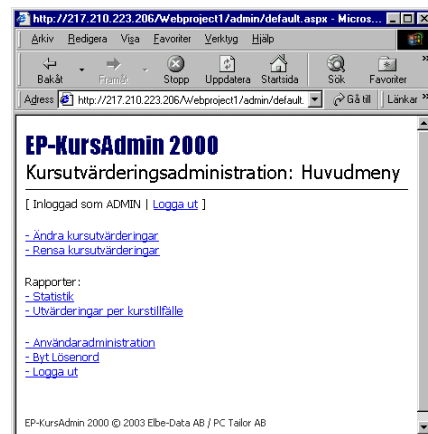 http://217.210.223.206/Webproject1/admin/default.aspx - Micros...
Arkiv Redigera Visa Favoriter Verktyg Hjälp
Bakåt Framåt Stopp Uppdatera Startsida Sök Favoriter
Adress http://217.210.223.206/Webproject1/admin/default. Gå till Länkar
EP-KursAdmin 2000
Kursutvärderingsadministration: Huvudmeny
[ Inloggad som ADMIN | Logga ut ]
- Ändra kursutvärderingar
- Rensa kursutvärderingar
Rapporter:
- Statistik
- Utvärderingar per kurstillfälle
- Användaradministration
- Byt Lösenord
- Logga ut
EP-KursAdmin 2000 © 2003 Elbe-Data AB / PC Tailor AB